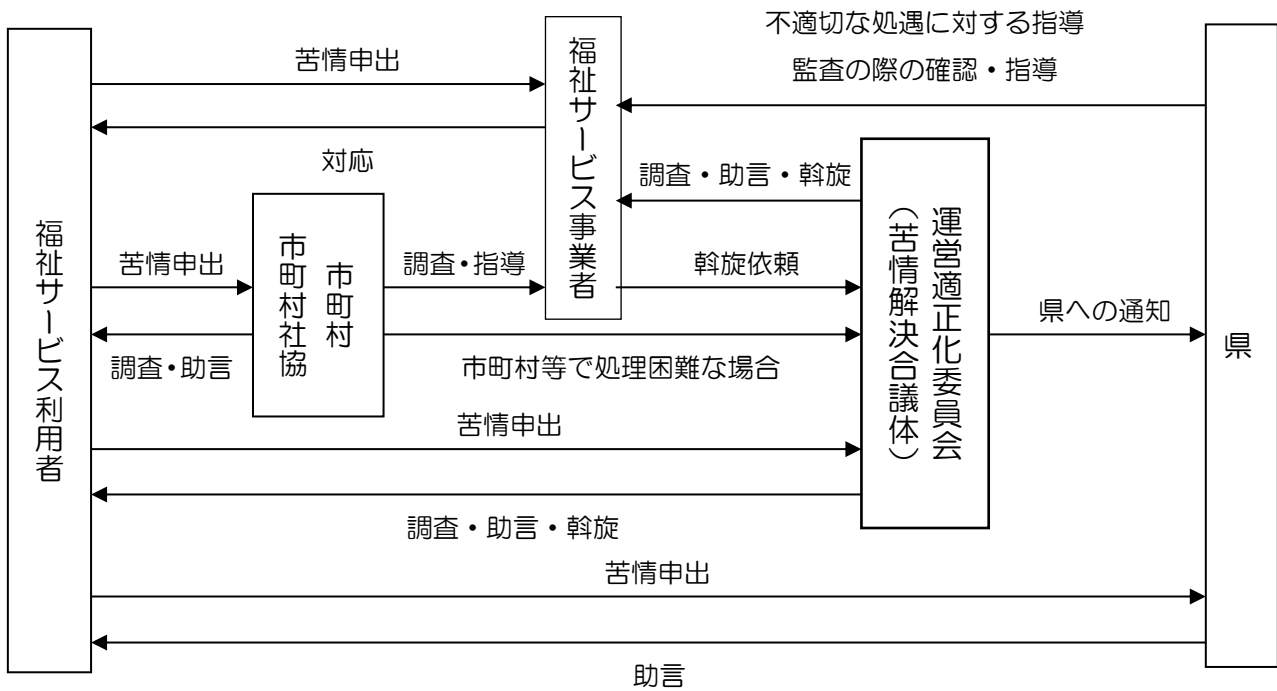 不適切な処遇に対する指導
監査の際の確認・指導
苦情申出
対応
福祉サービス事業者
調査・助言・斡旋
福祉サービス利用者
苦情申出
市町村
市町村社協
調査・指導
斡旋依頼
運営適正化委員会
（苦情解決合議体）
県への通知
県
調査・助言
市町村等で処理困難な場合
苦情申出
調査・助言・斡旋
苦情申出
助言